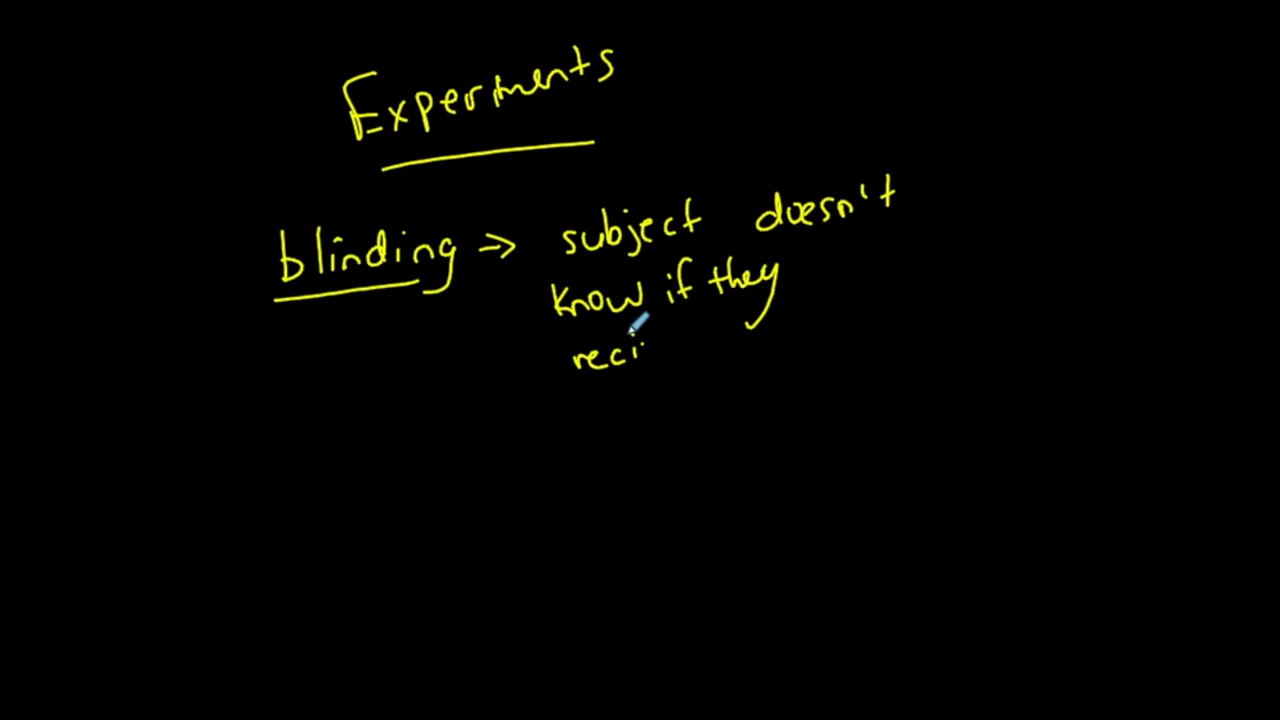 Experiments
blinding → subject doesn't
know if they
reci